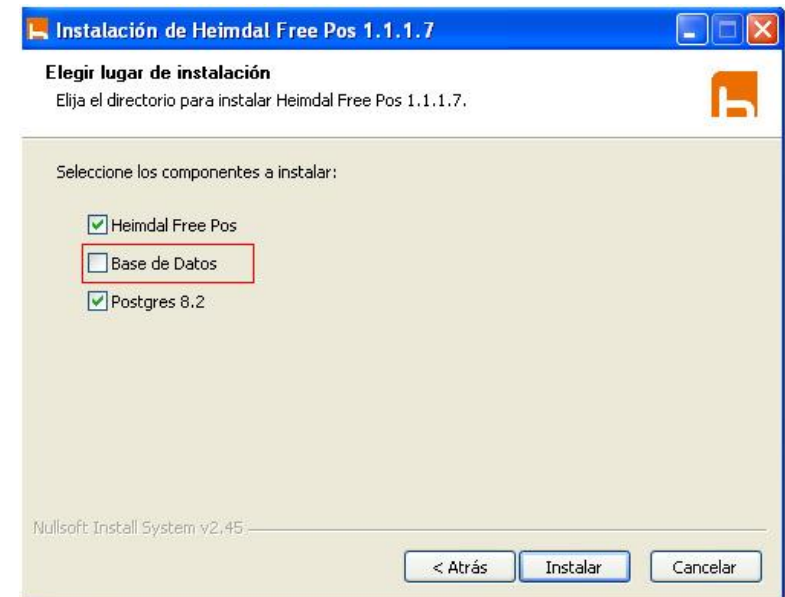 Instalación de Heimdal Free Pos 1.1.1.7
Elegir lugar de instalación
Elija el directorio para instalar Heimdal Free Pos 1.1.1.7.
Seleccione los componentes a instalar:
Heimdal Free Pos
Base de Datos
Postgres 8.2
Nullsoft Install System v2.45
< Atrás Instalar Cancelar